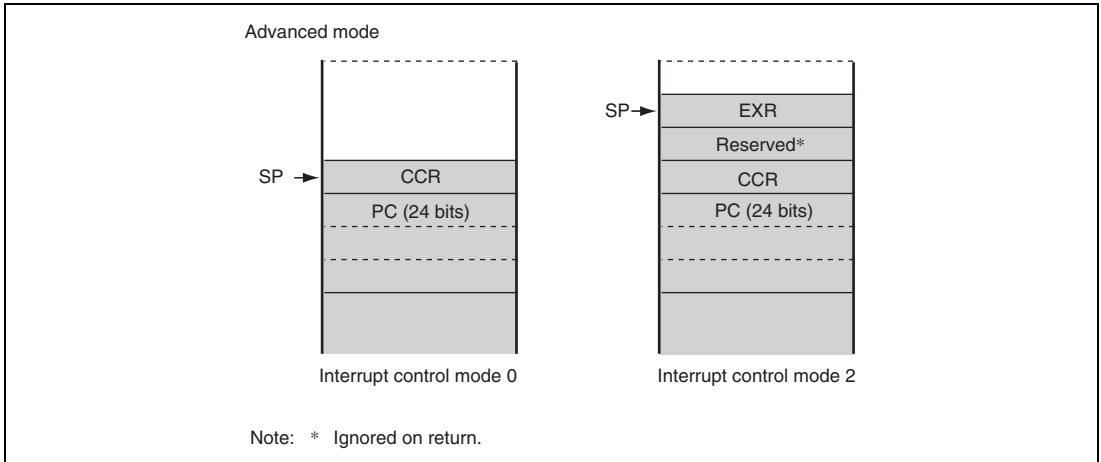 Advanced mode
SP
CCR
PC (24 bits)
Interrupt control mode 0
SP
EXR
Reserved*
CCR
PC (24 bits)
Interrupt control mode 2
Note: * Ignored on return.